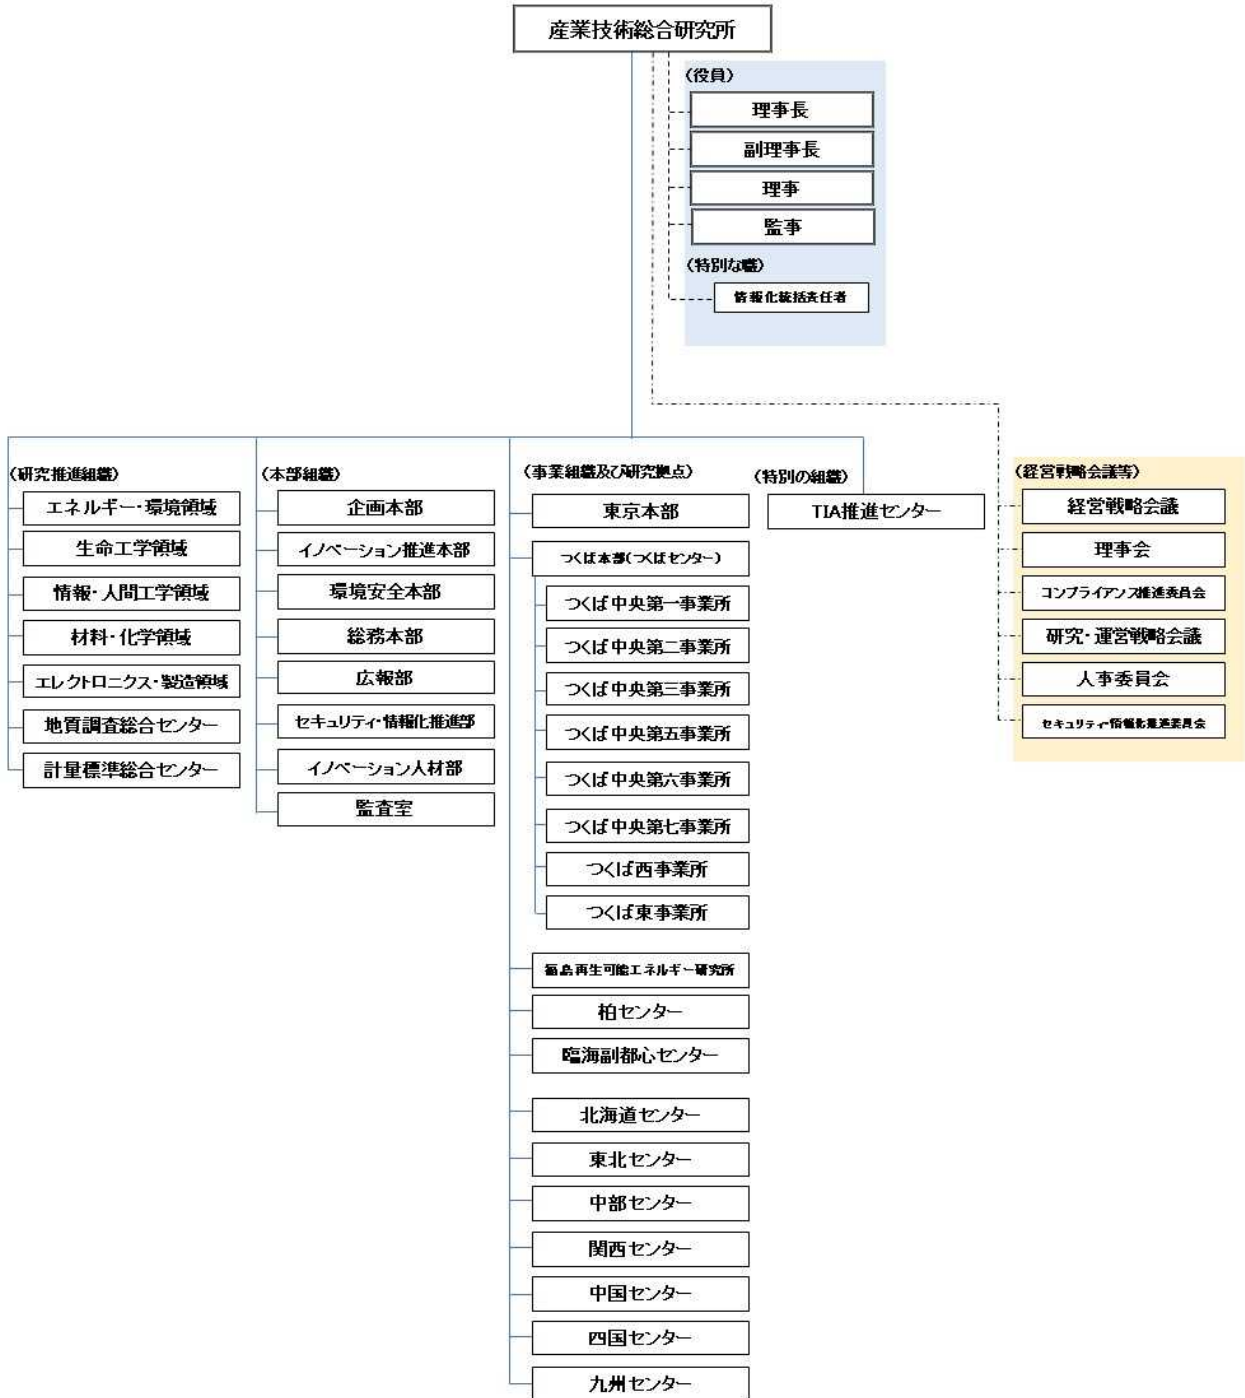 産業技術総合研究所
(役員)
理事長
副理事長
理事
監事
(特別な職)
情報化統括責任者
(研究推進組織)
エネルギー・環境領域
生命工学領域
情報・人間工学領域
材料・化学領域
エレクトロニクス・製造領域
地質調査総合センター
計量標準総合センター
(本部組織)
企画本部
イノベーション推進本部
環境安全本部
総務本部
広報部
セキュリティ・情報化推進部
イノベーション人材部
監査室
(事業組織及び研究拠点)
東京本部
つくば本部(つくばセンター)
つくば中央第一事業所
つくば中央第二事業所
つくば中央第三事業所
つくば中央第五事業所
つくば中央第六事業所
つくば中央第七事業所
つくば西事業所
つくば東事業所
福島再生可能エネルギー研究所
柏センター
臨海副都心センター
北海道センター
東北センター
中部センター
関西センター
中国センター
四国センター
九州センター
(特別の組織)
TIA推進センター
(経営戦略会議等)
経営戦略会議
理事会
コンプライアンス推進委員会
研究・運営戦略会議
人事委員会
セキュリティ・情報化推進委員会